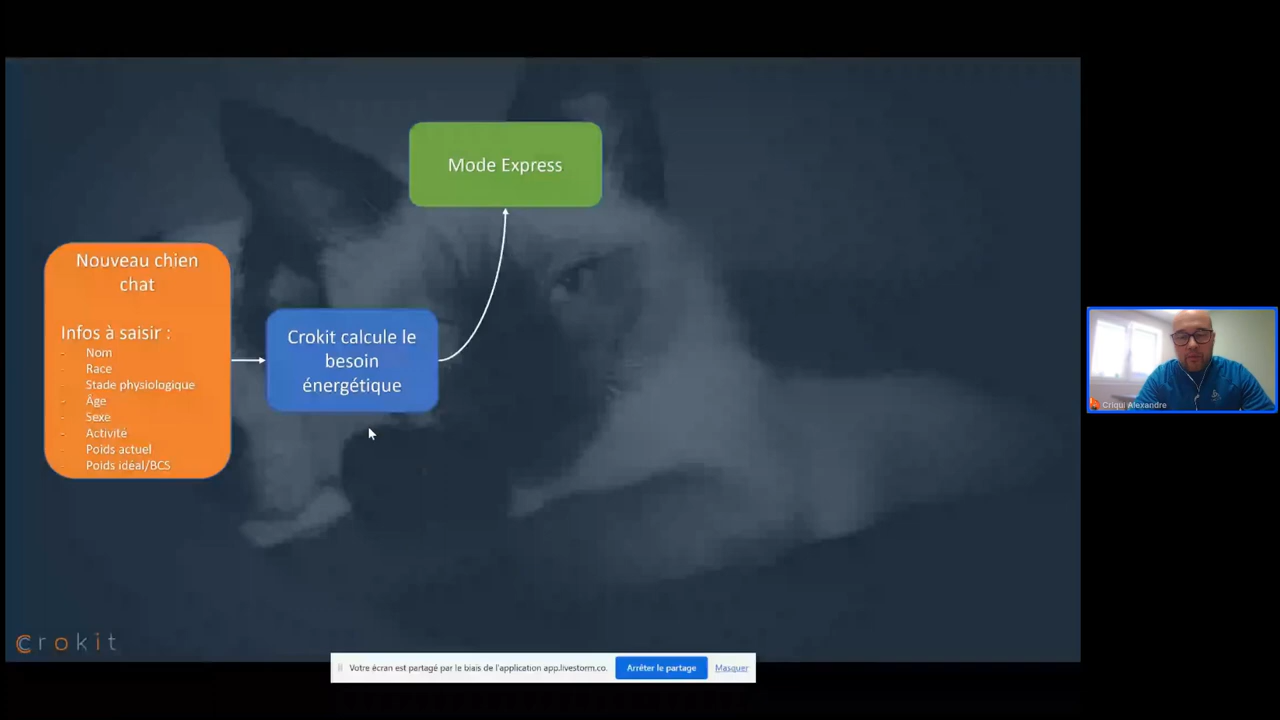 Mode Express
Nouveau chien
chat
Infos à saisir :
- Nom
- Race
- Stade physiologique
- Âge
- Sexe
- Activité
- Poids actuel
- Poids idéal/BCS
Crokit calcule le
besoin
énergétique
Criqui Alexandre
crokit
Votre écran est partagé par le biais de l'application app.livestorm.co.
Arrêter le partage
Masquer